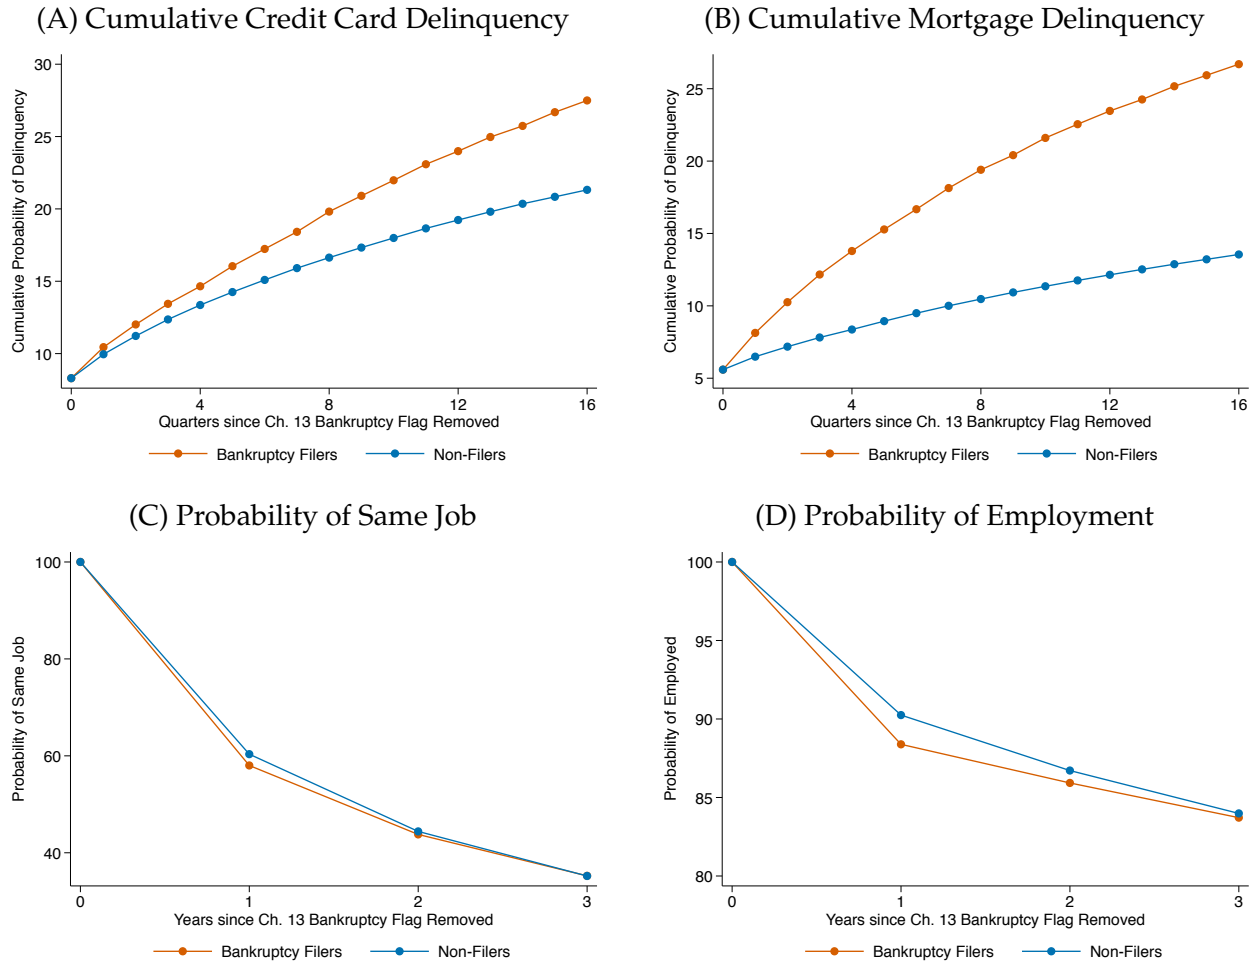 (A) Cumulative Credit Card Delinquency
Cumulative Probability of Delinquency
30
25
20
15
10
0 4 8 12 16
Quarters since Ch. 13 Bankruptcy Flag Removed
Bankruptcy Filers Non-Filers
(B) Cumulative Mortgage Delinquency
Cumulative Probability of Delinquency
25
20
15
10
5
0 4 8 12 16
Quarters since Ch. 13 Bankruptcy Flag Removed
Bankruptcy Filers Non-Filers
(C) Probability of Same Job
Probability of Same Job
100
80
60
40
0 1 2 3
Years since Ch. 13 Bankruptcy Flag Removed
Bankruptcy Filers Non-Filers
(D) Probability of Employment
Probability of Employed
100
95
90
85
80
0 1 2 3
Years since Ch. 13 Bankruptcy Flag Removed
Bankruptcy Filers Non-Filers